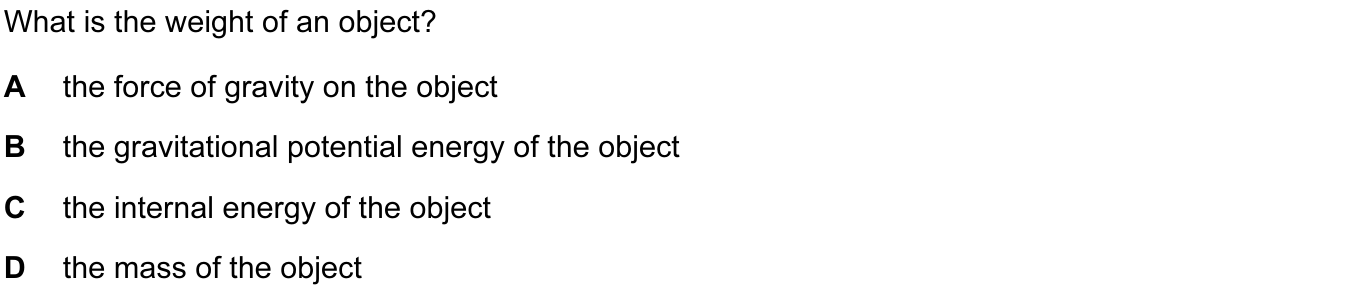 What is the weight of an object?
A the force of gravity on the object
B the gravitational potential energy of the object
C the internal energy of the object
D the mass of the object